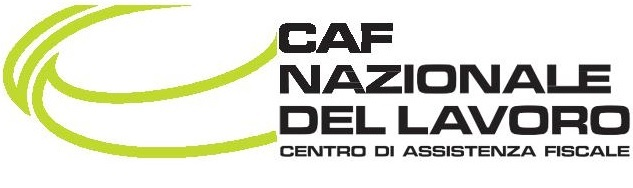 CAF
NAZIONALE
DEL LAVORO
CENTRO DI ASSISTENZA FISCALE